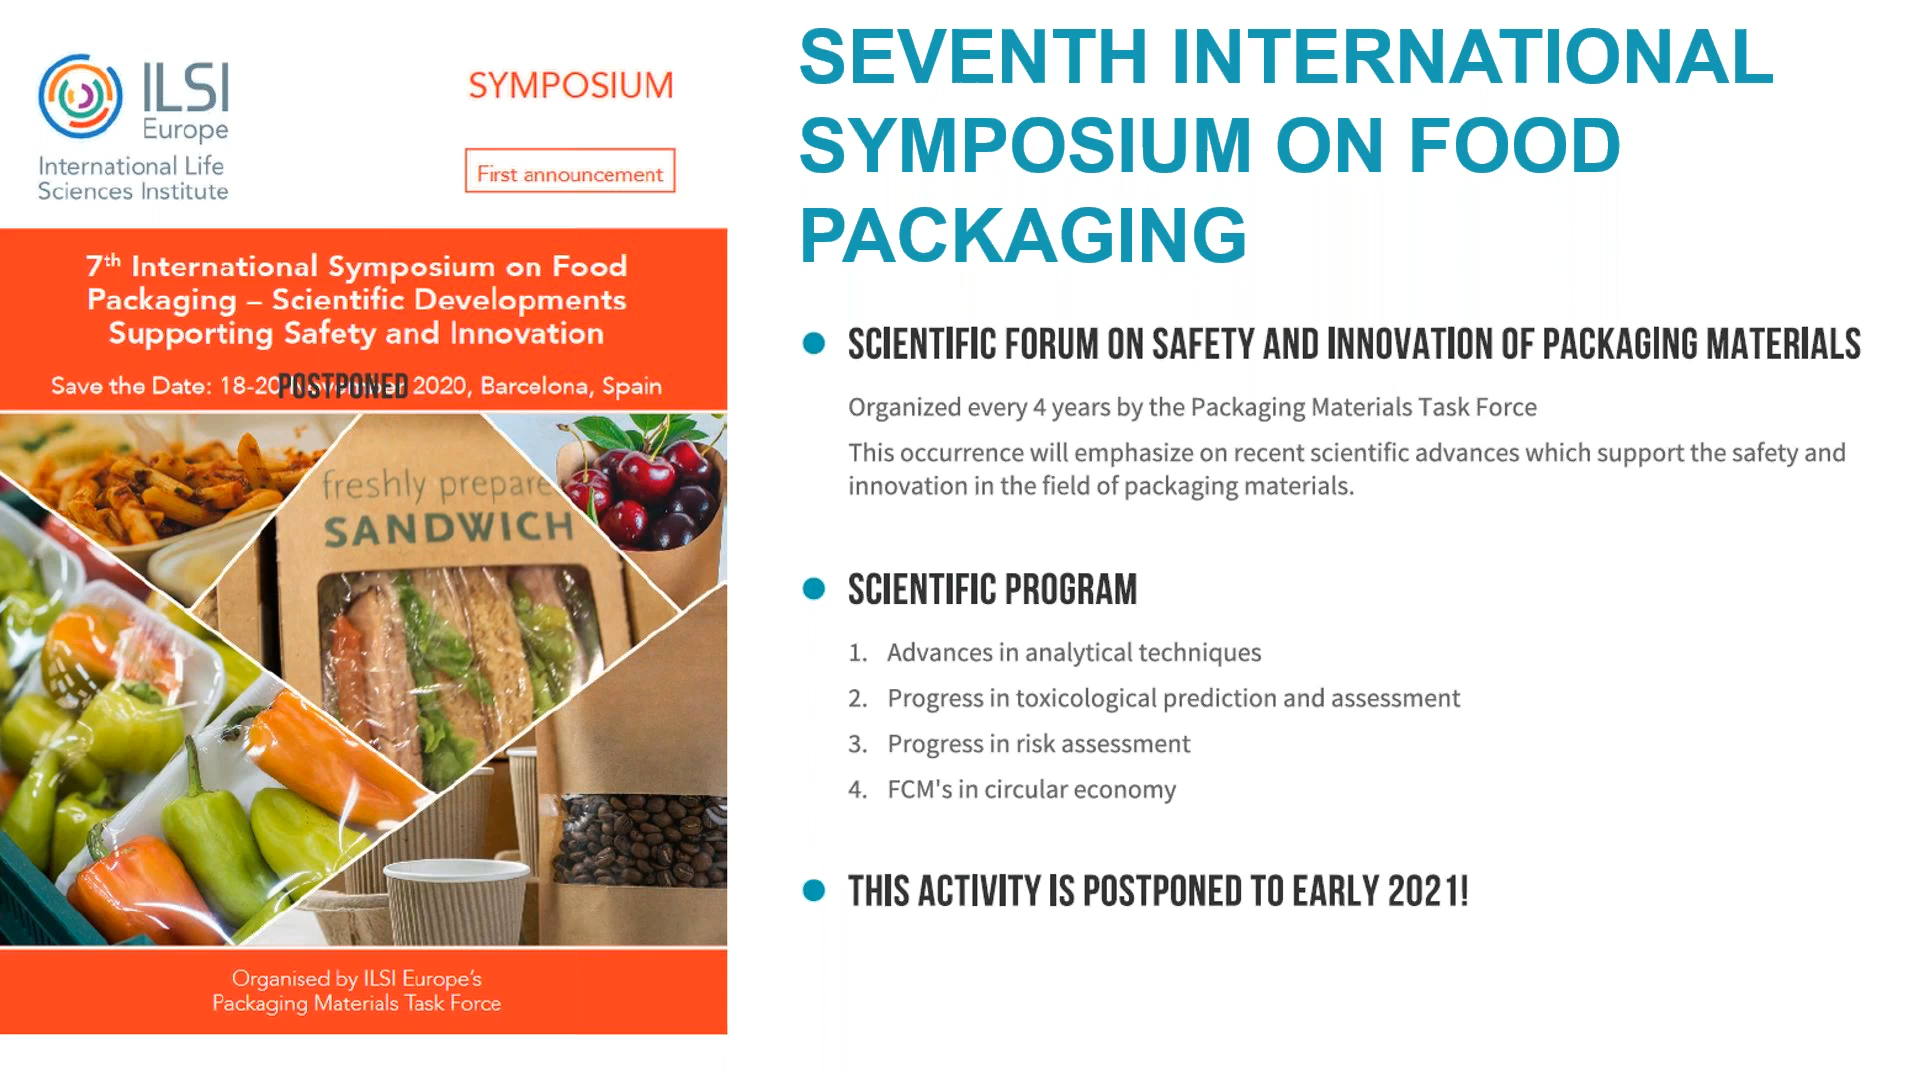 ILSI
Europe
International Life
Sciences Institute
SYMPOSIUM
First announcement
7th International Symposium on Food
Packaging – Scientific Developments
Supporting Safety and Innovation
Save the Date: 18-20 November 2020, Barcelona, Spain
POSTPONED
freshly prepare
SANDWICH
Organised by ILSI Europe's
Packaging Materials Task Force
SEVENTH INTERNATIONAL
SYMPOSIUM ON FOOD
PACKAGING
SCIENTIFIC FORUM ON SAFETY AND INNOVATION OF PACKAGING MATERIALS
Organized every 4 years by the Packaging Materials Task Force
This occurrence will emphasize on recent scientific advances which support the safety and
innovation in the field of packaging materials.
SCIENTIFIC PROGRAM
1. Advances in analytical techniques
2. Progress in toxicological prediction and assessment
3. Progress in risk assessment
4. FCM's in circular economy
THIS ACTIVITY IS POSTPONED TO EARLY 2021!